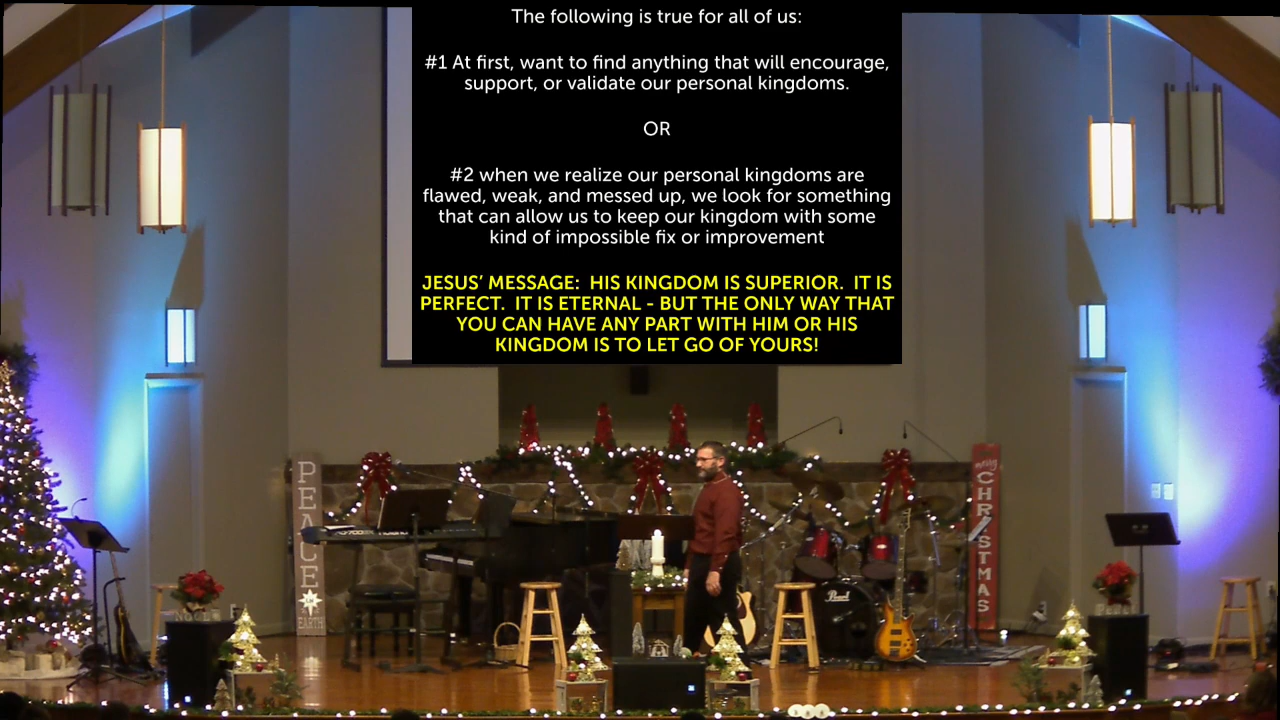 The following is true for all of us:
#1 At first, want to find anything that will encourage,
support, or validate our personal kingdoms.
OR
#2 when we realize our personal kingdoms are
flawed, weak, and messed up, we look for something
that can allow us to keep our kingdom with some
kind of impossible fix or improvement
JESUS’ MESSAGE:  HIS KINGDOM IS SUPERIOR.  IT IS
PERFECT.  IT IS ETERNAL - BUT THE ONLY WAY THAT
YOU CAN HAVE ANY PART WITH HIM OR HIS
KINGDOM IS TO LET GO OF YOURS!
PEACE
EARTH
merry
CHRISTMAS
Pearl